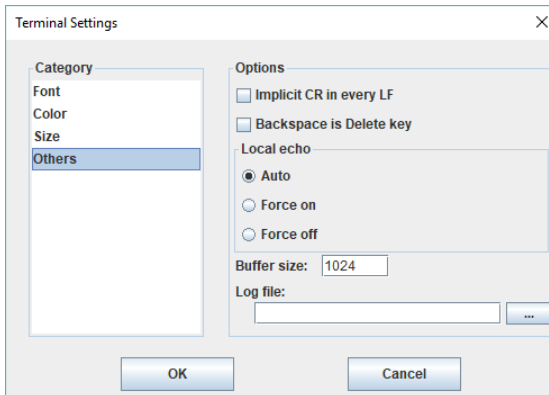 Terminal Settings
Category
Font
Color
Size
Others
Options
Implicit CR in every LF
Backspace is Delete key
Local echo
Auto
Force on
Force off
Buffer size: 1024
Log file:
...
OK Cancel